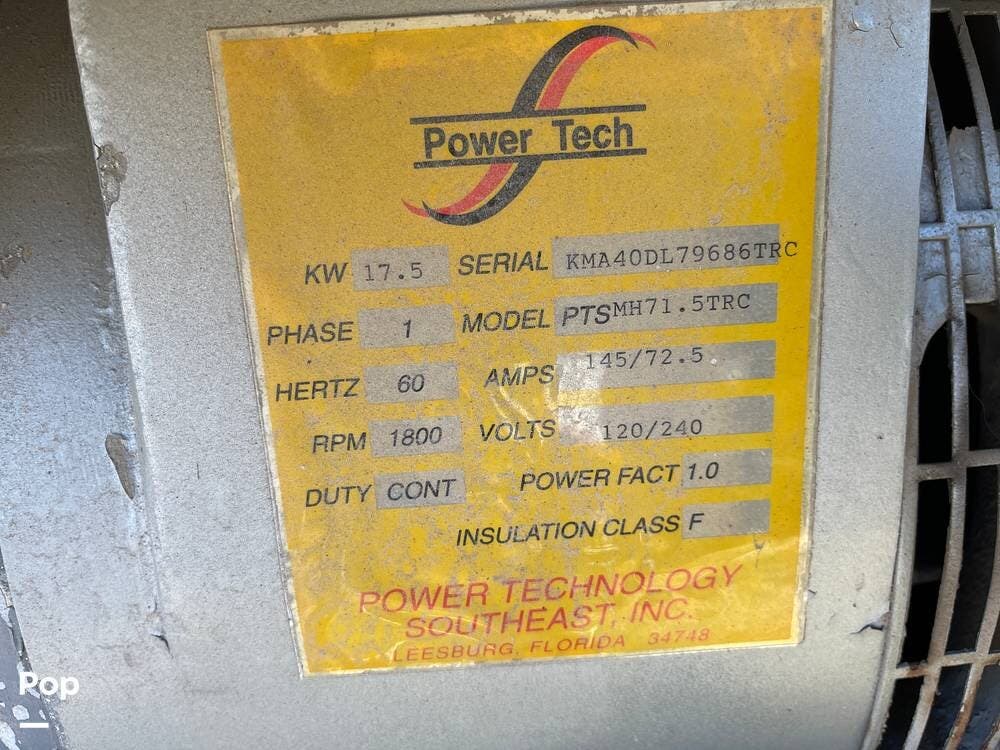 Power Tech
KW 17.5 SERIAL KMA40DL79686TRC
PHASE 1 MODEL PTSMH71.5TRC
HERTZ 60 AMPS 145/72.5
RPM 1800 VOLTS 120/240
DUTY CONT POWER FACT 1.0
INSULATION CLASS F
POWER TECHNOLOGY
SOUTHEAST, INC.
LEESBURG, FLORIDA 34748
Pop